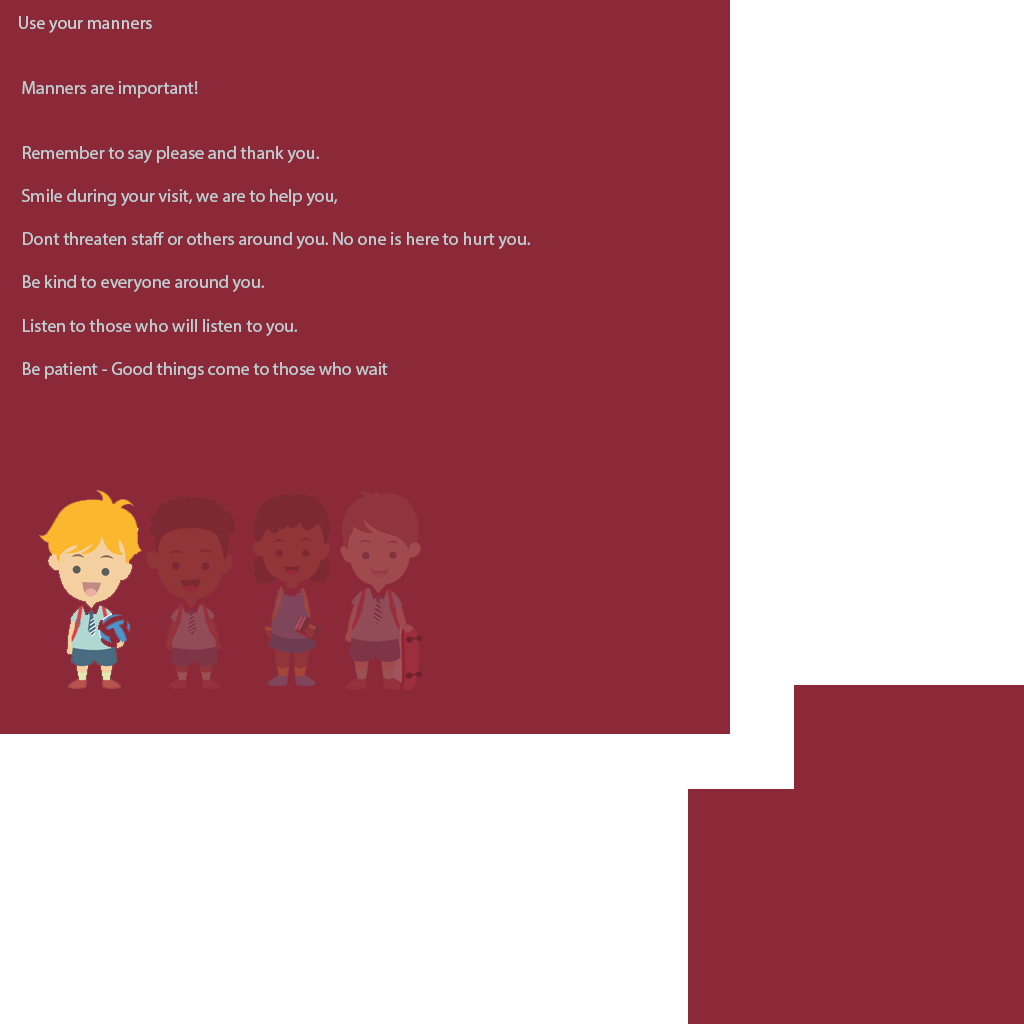 Use your manners
Manners are important!
Remember to say please and thank you.
Smile during your visit, we are to help you,
Dont threaten staff or others around you. No one is here to hurt you.
Be kind to everyone around you.
Listen to those who will listen to you.
Be patient - Good things come to those who wait